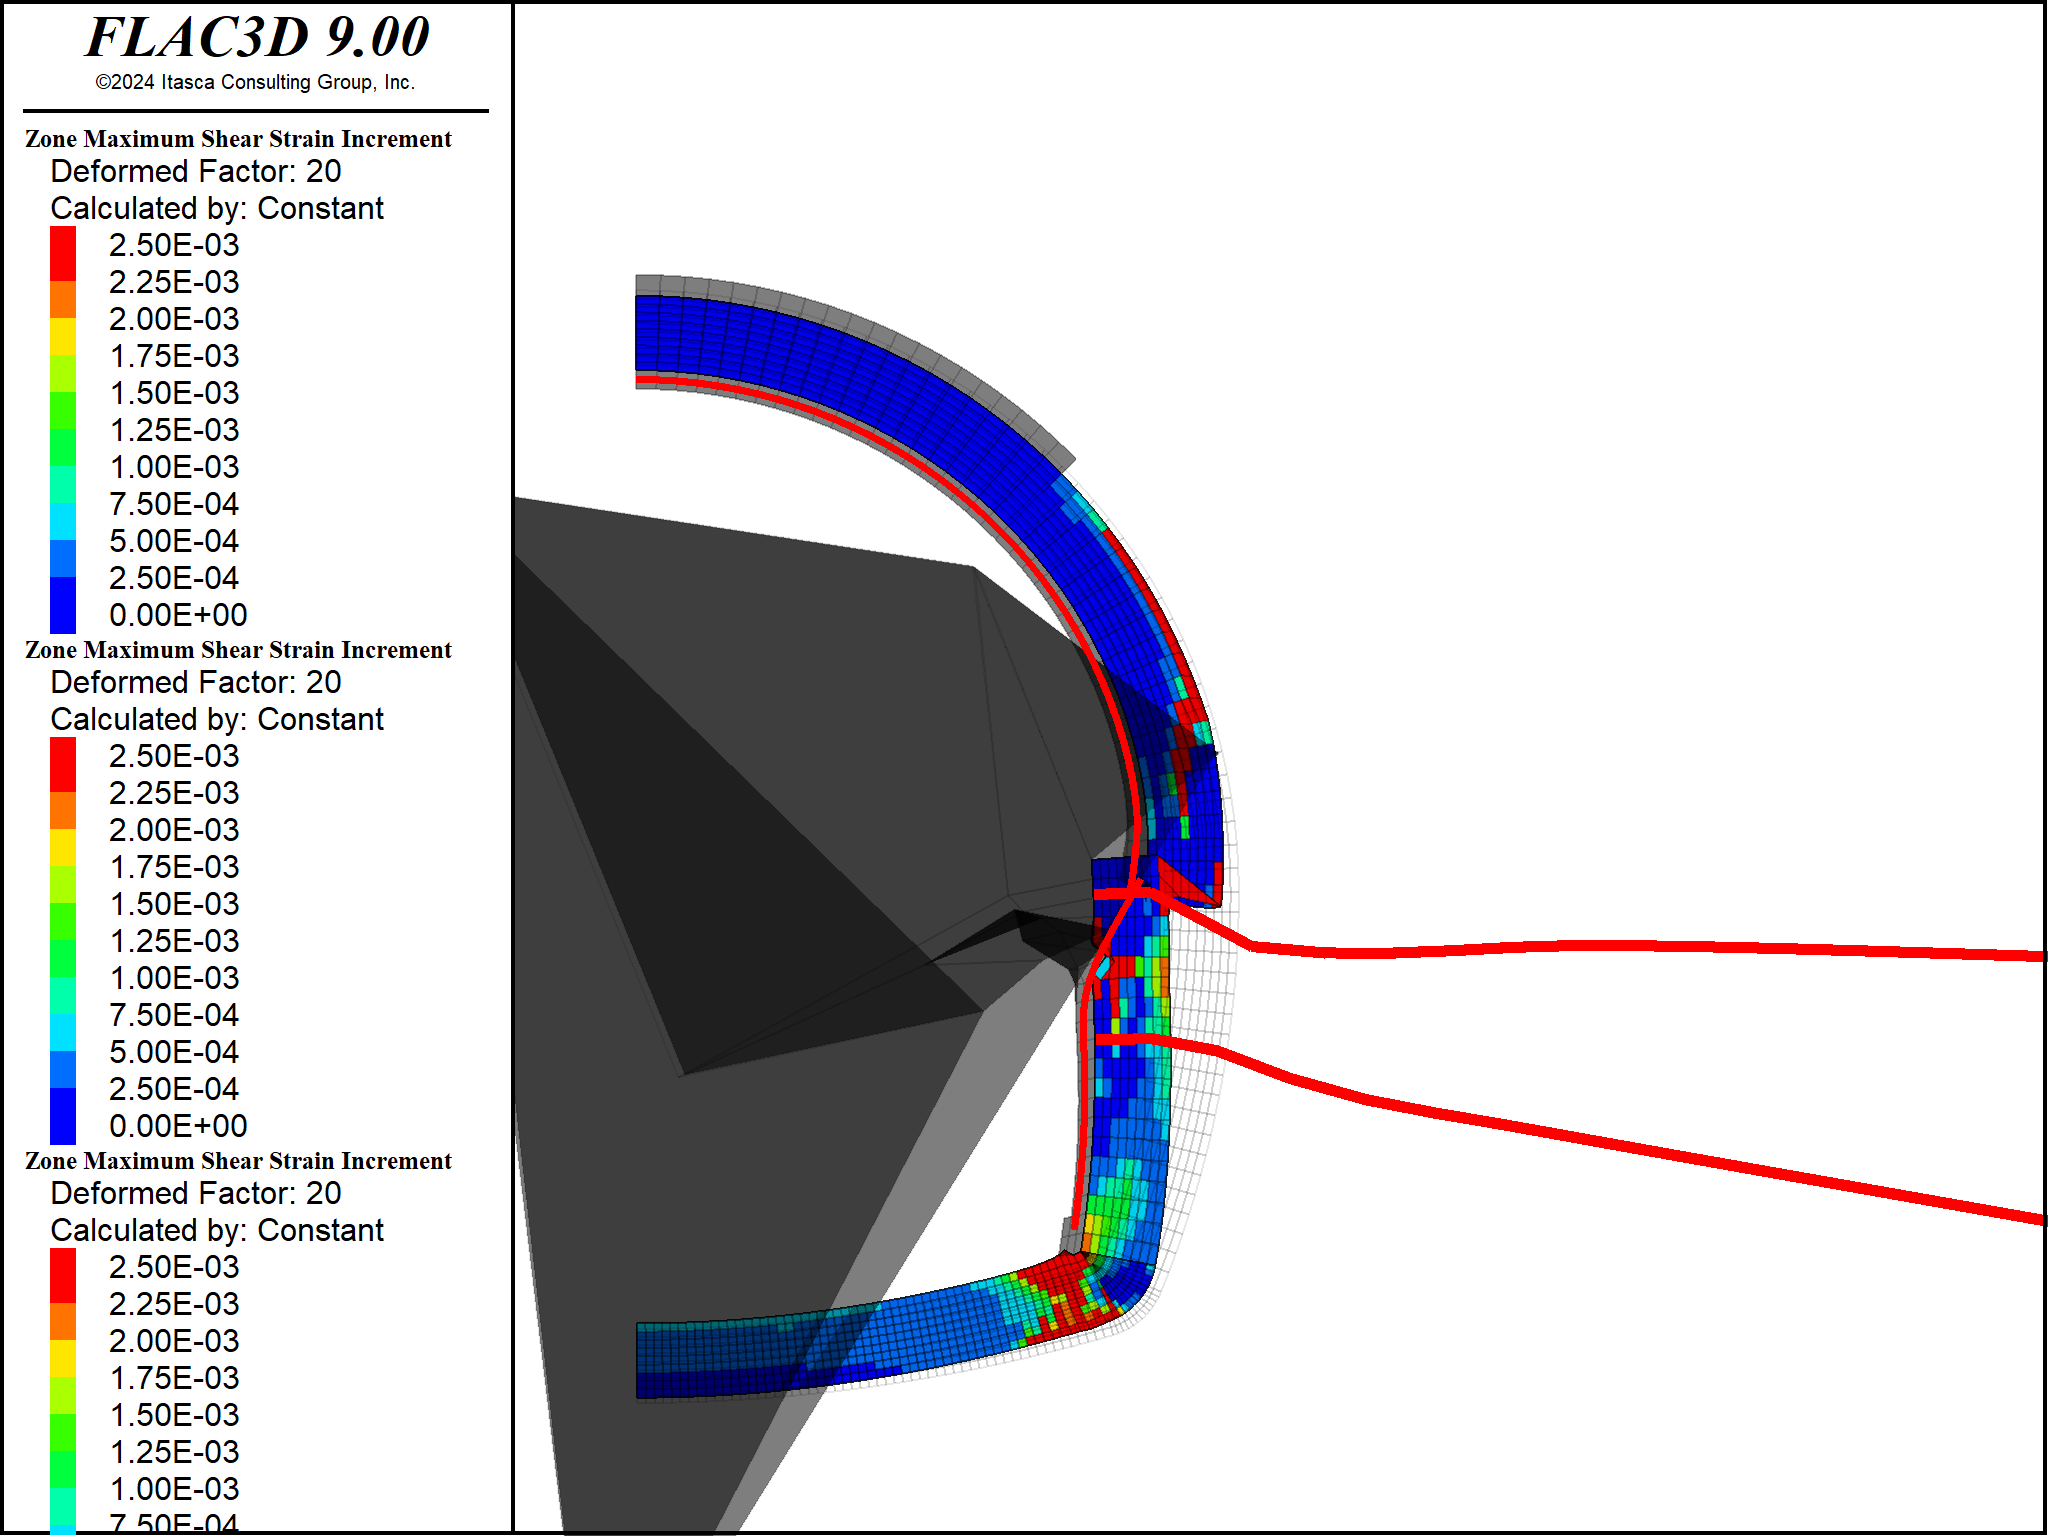 FLAC3D 9.00
©2024 Itasca Consulting Group, Inc.
Zone Maximum Shear Strain Increment
Deformed Factor: 20
Calculated by: Constant
2.50E-03
2.25E-03
2.00E-03
1.75E-03
1.50E-03
1.25E-03
1.00E-03
7.50E-04
5.00E-04
2.50E-04
0.00E+00
Zone Maximum Shear Strain Increment
Deformed Factor: 20
Calculated by: Constant
2.50E-03
2.25E-03
2.00E-03
1.75E-03
1.50E-03
1.25E-03
1.00E-03
7.50E-04
5.00E-04
2.50E-04
0.00E+00
Zone Maximum Shear Strain Increment
Deformed Factor: 20
Calculated by: Constant
2.50E-03
2.25E-03
2.00E-03
1.75E-03
1.50E-03
1.25E-03
1.00E-03
7.50E-04